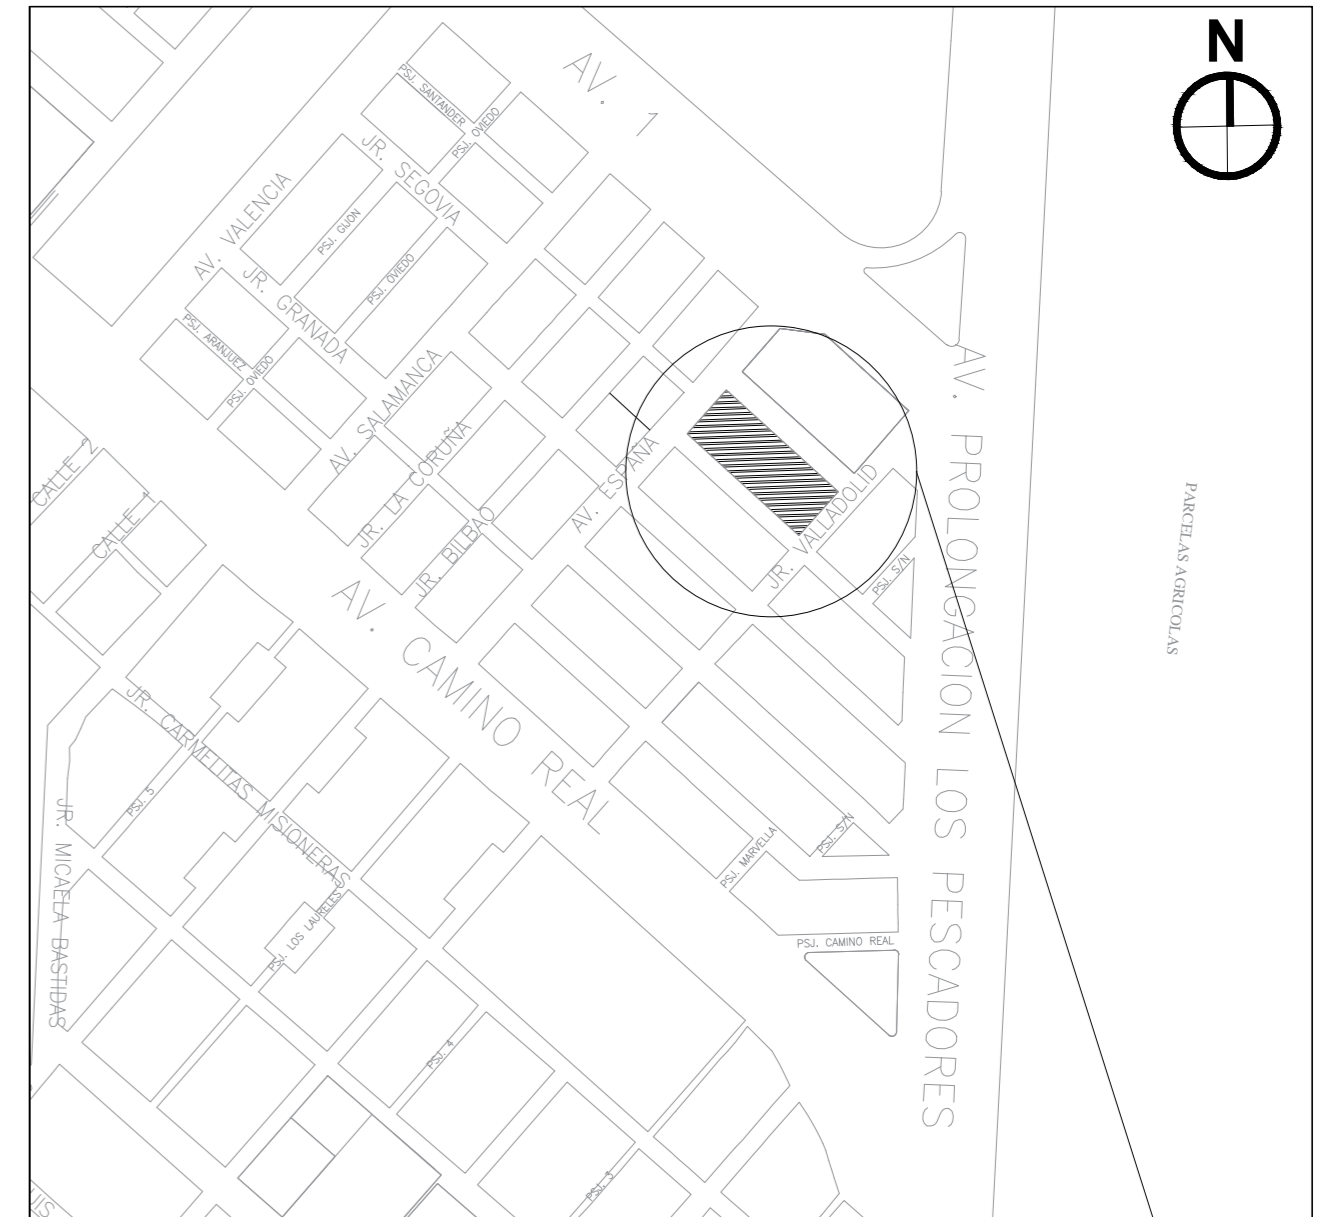 N
AV. 1
PSJ. SANTANDER
PSJ. OVIEDO
JR. SEGOVIA
AV. VALENCIA
PSJ. GIJON
PSJ. OVIEDO
JR. GRANADA
PSJ. ARANJUEZ
PSJ. OVIEDO
AV. SALAMANCA
JR. LA CORUÑA
JR. BILBAO
AV. ESPAÑA
JR. VALLADOLID
PSJ. S/N
AV. PROLONGACION LOS PESCADORES
PARCELAS AGRICOLAS
CALLE 2
CALLE 1
AV. CAMINO REAL
JR. CARMELITAS MISIONERAS
PSJ. 5
JR. MICAELA BASTIDAS
PSJ. LOS LAURELES
PSJ. MARVELLA
PSJ. S/N
PSJ. CAMINO REAL
PSJ. 4
PSJ. 3
UIS